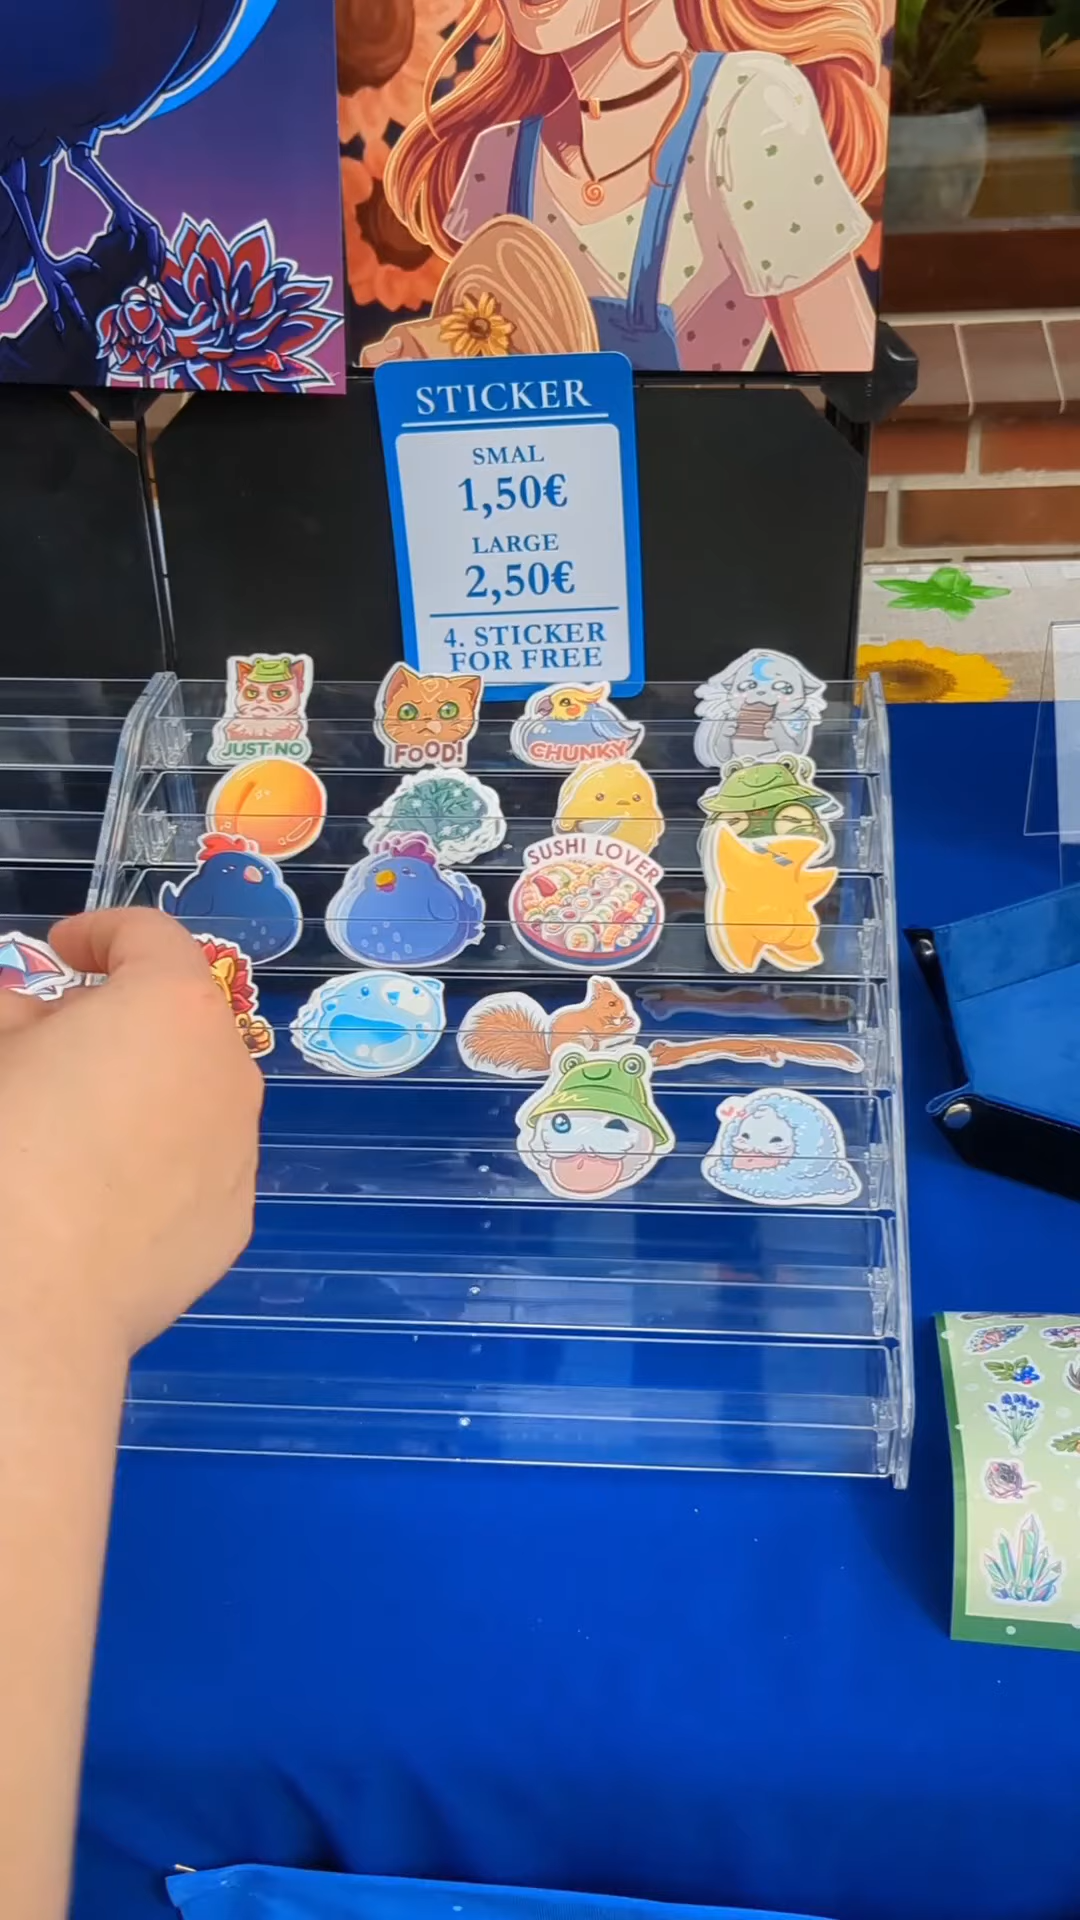 STICKER
SMAL
1,50€
LARGE
2,50€
4. STICKER
FOR FREE
JUST NO
FOOD!
CHUNKY
SUSHI LOVER